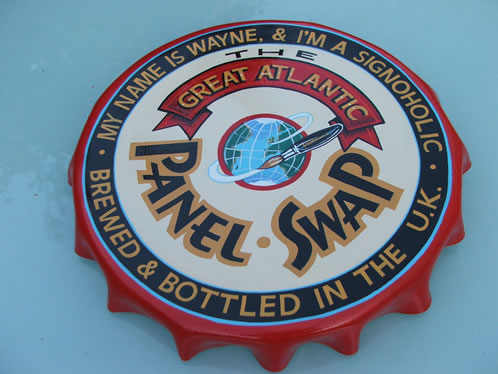 MY NAME IS WAYNE, & I'M A SIGNOHOLIC
THE
GREAT ATLANTIC
PANEL · SWAP
· BREWED & BOTTLED IN THE U.K. ·